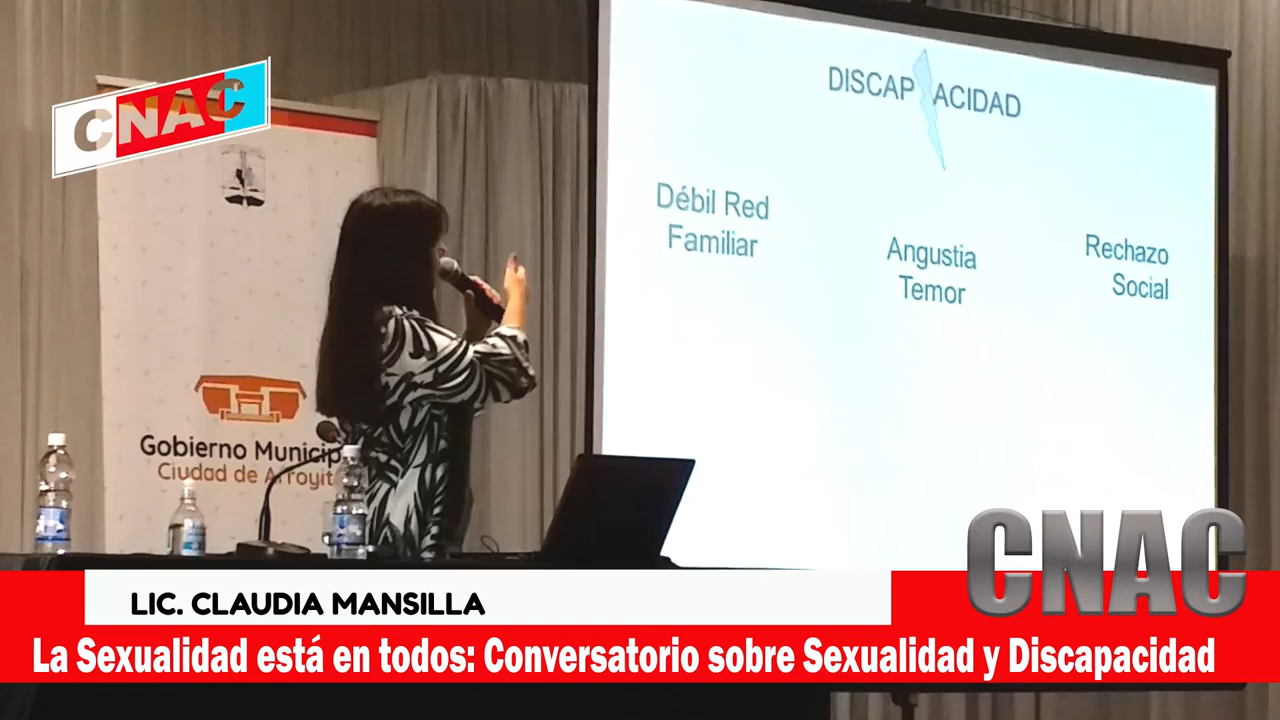 CNAC
DISCAP ACIDAD
Débil Red
Familiar
Angustia
Temor
Rechazo
Social
Gobierno Municip
Ciudad de Arroyit
CNAC
LIC. CLAUDIA MANSILLA
La Sexualidad está en todos: Conversatorio sobre Sexualidad y Discapacidad